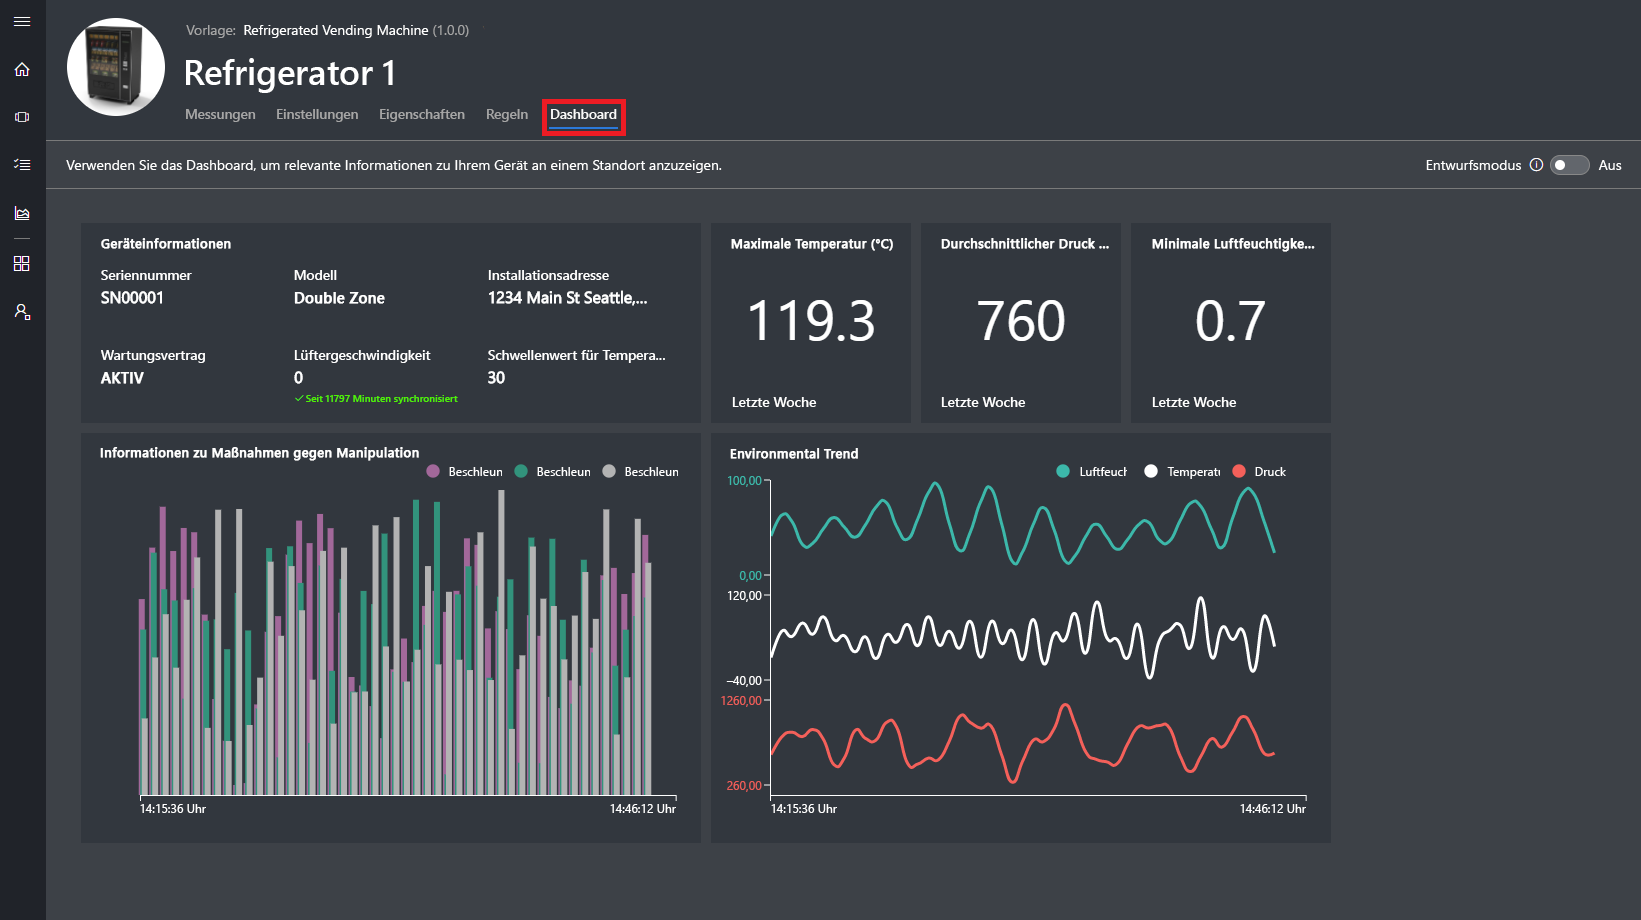 Vorlage: Refrigerated Vending Machine (1.0.0)
Refrigerator 1
Messungen Einstellungen Eigenschaften Regeln Dashboard
Verwenden Sie das Dashboard, um relevante Informationen zu Ihrem Gerät an einem Standort anzuzeigen.
Entwurfsmodus Aus
Geräteinformationen
Seriennummer Modell Installationsadresse
SN00001 Double Zone 1234 Main St Seattle,...
Wartungsvertrag Lüftergeschwindigkeit Schwellenwert für Tempera...
AKTIV 0 30
Seit 11797 Minuten synchronisiert
Maximale Temperatur (°C)
119.3
Letzte Woche
Durchschnittlicher Druck ...
760
Letzte Woche
Minimale Luftfeuchtigke...
0.7
Letzte Woche
Informationen zu Maßnahmen gegen Manipulation
Beschleun Beschleun Beschleun
14:15:36 Uhr 14:46:12 Uhr
Environmental Trend
Luftfeuch Temperatu Druck
100,00
0,00
120,00
–40,00
1260,00
260,00
14:15:36 Uhr 14:46:12 Uhr